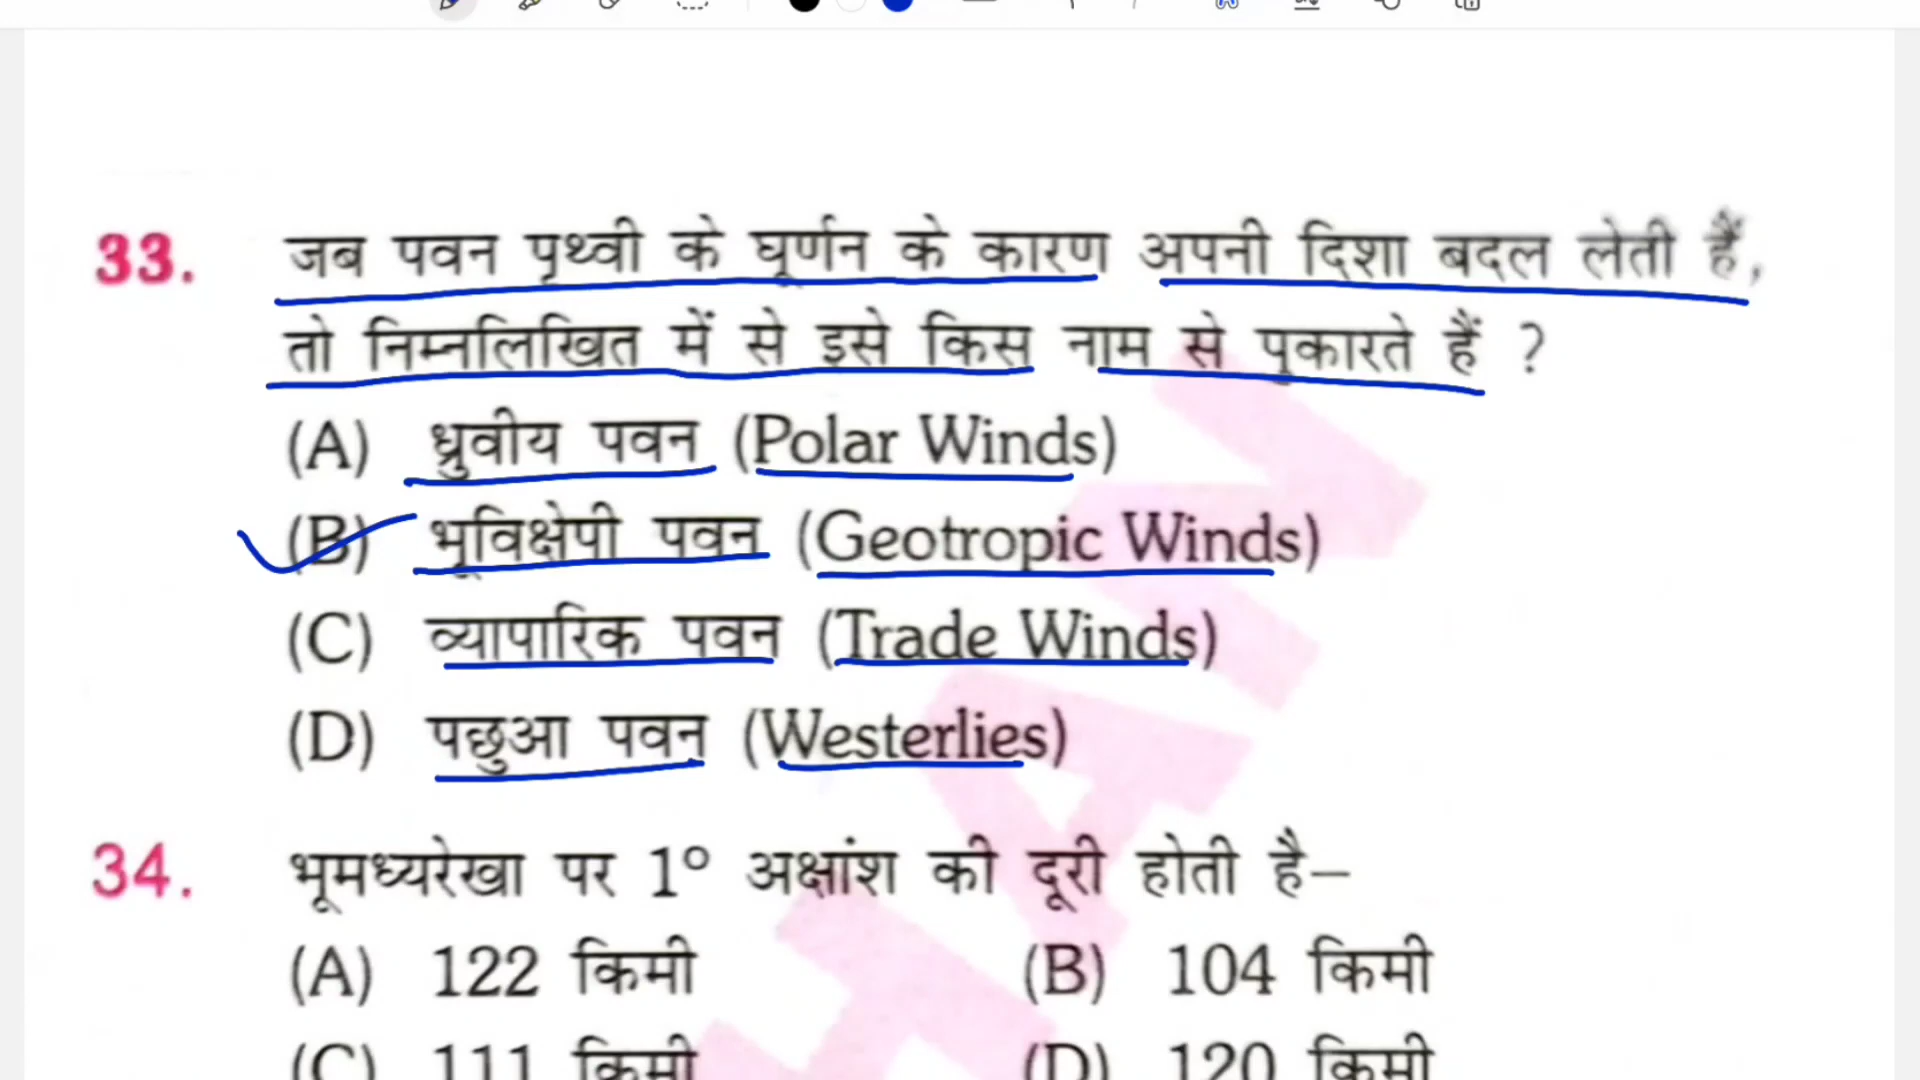 33. जब पवन पृथ्वी के घूर्णन के कारण अपनी दिशा बदल लेती हैं,
तो निम्नलिखित में से इसे किस नाम से पुकारते हैं ?
(A) ध्रुवीय पवन (Polar Winds)
(B) भूविक्षेपी पवन (Geotropic Winds)
(C) व्यापारिक पवन (Trade Winds)
(D) पछुआ पवन (Westerlies)
34. भूमध्यरेखा पर 1° अक्षांश की दूरी होती है–
(A) 122 किमी (B) 104 किमी
(C) 111 किमी (D) 120 किमी